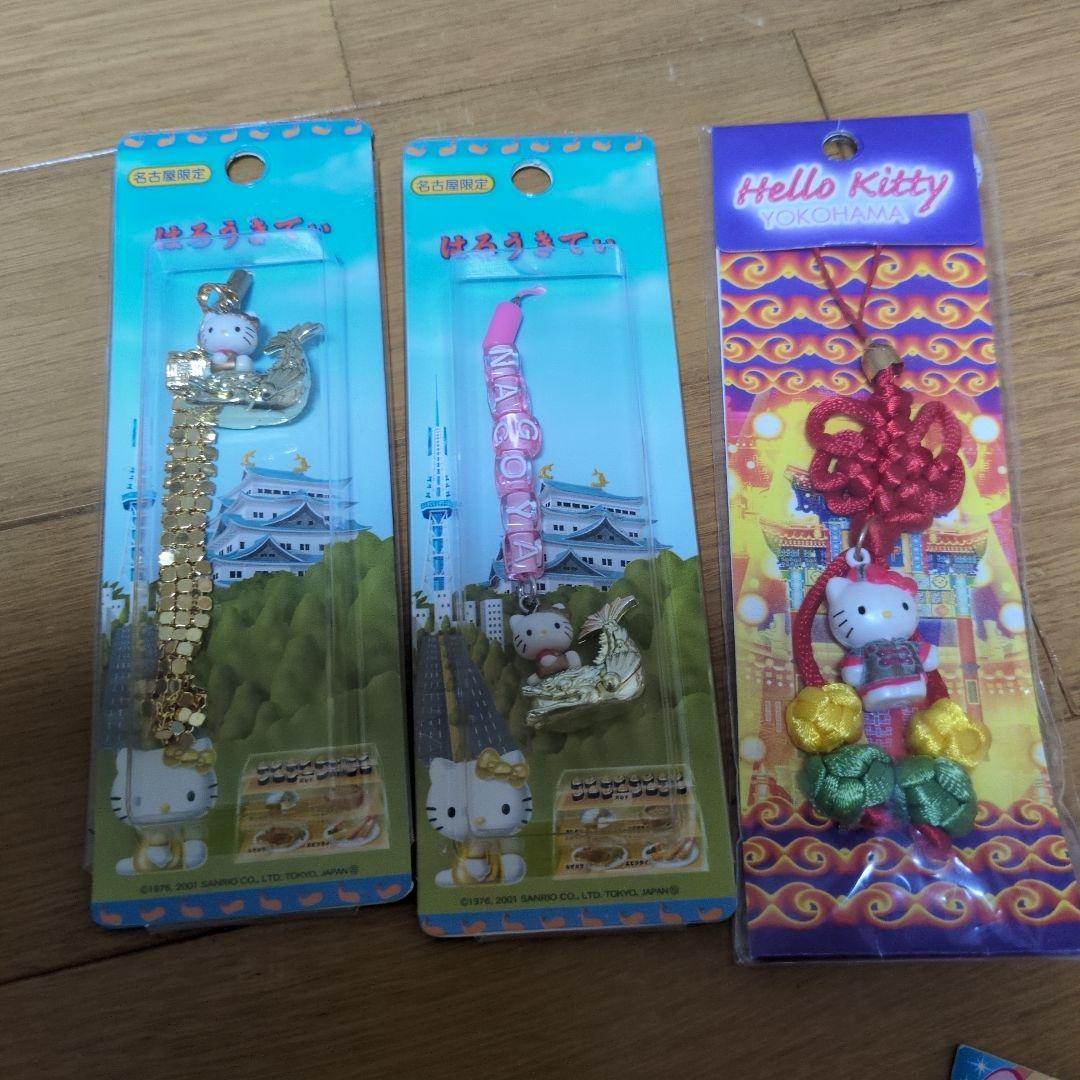 名古屋限定
はろうきてぃ
©1976, 2001 SANRIO CO., LTD. TOKYO, JAPAN
名古屋限定
はろうきてぃ
NAGOYA
©1976, 2001 SANRIO CO., LTD. TOKYO, JAPAN
Hello Kitty
YOKOHAMA